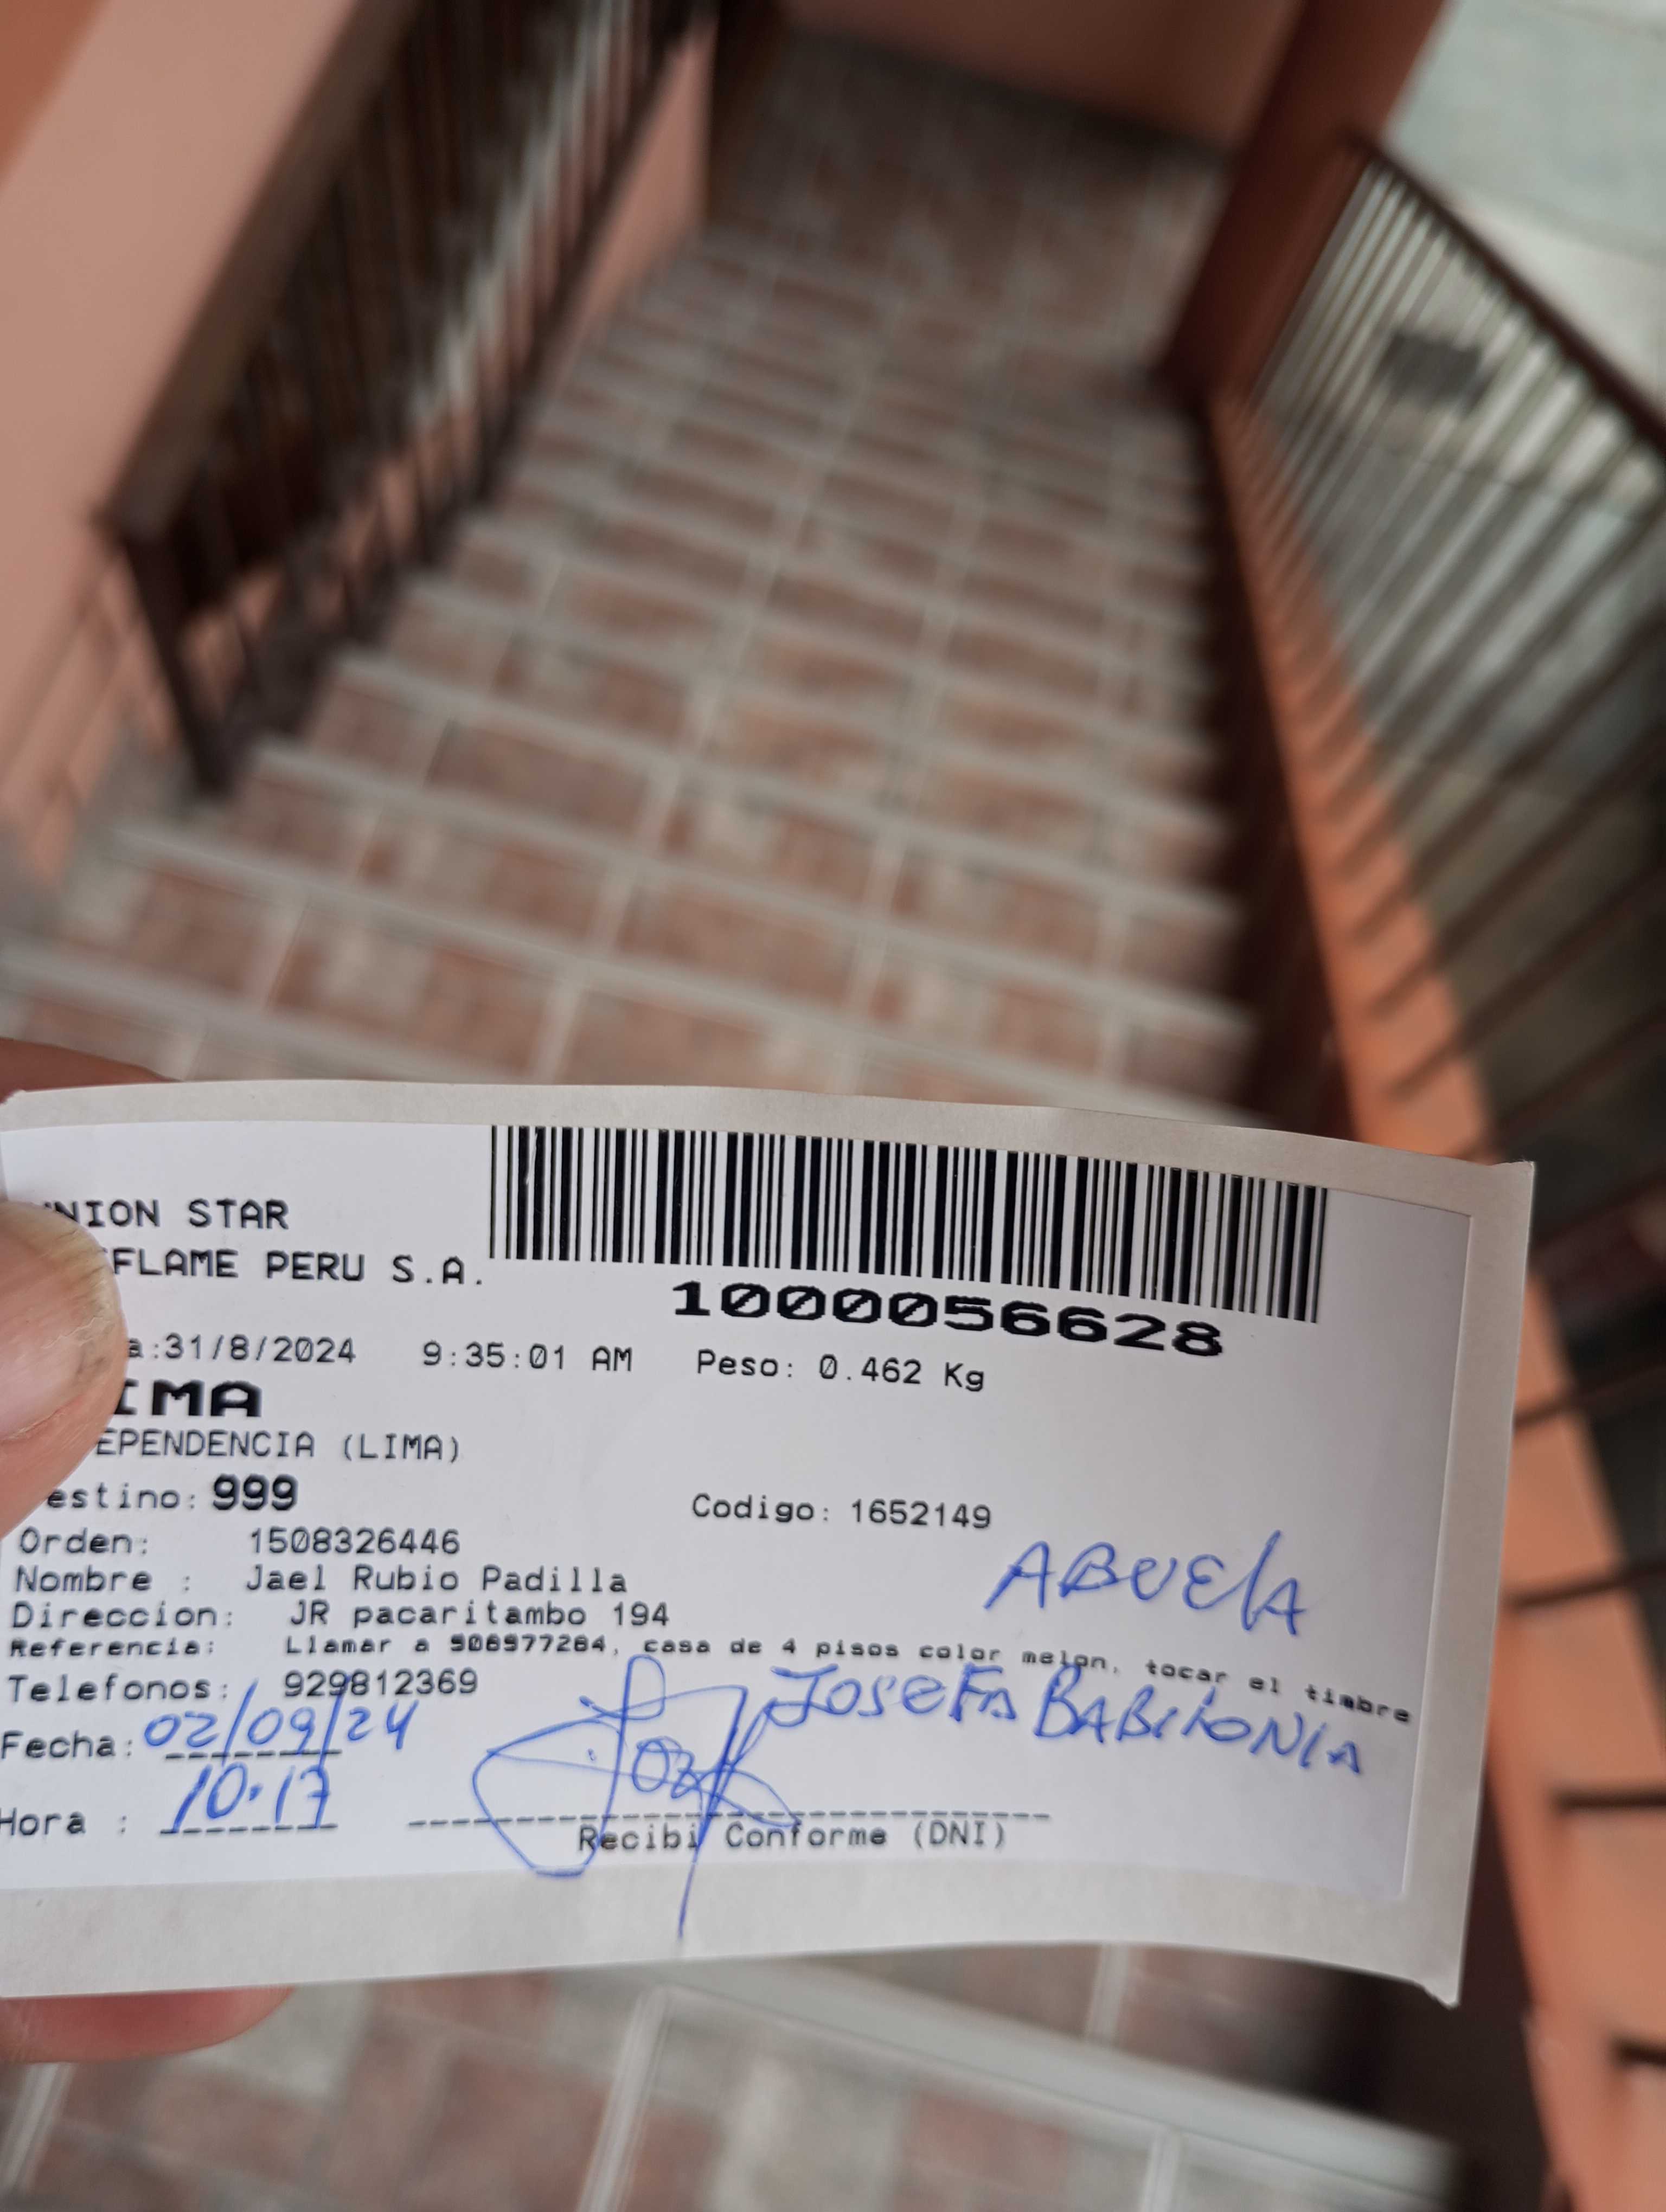 NION STAR
FLAME PERU S.A.
1000056628
a:31/8/2024 9:35:01 AM Peso: 0.462 Kg
IMA
EPENDENCIA (LIMA)
estino: 999 Codigo: 1652149
Orden: 1508326446
ABUELA
Nombre : Jael Rubio Padilla
Direccion: JR pacaritambo 194
Referencia: Llamar a 906977284, casa de 4 pisos color melon, tocar el timbre
Telefonos: 929812369
JOSEFA BABILONIA
Fecha: 02/09/24
Hora : 10:17
Recibi Conforme (DNI)